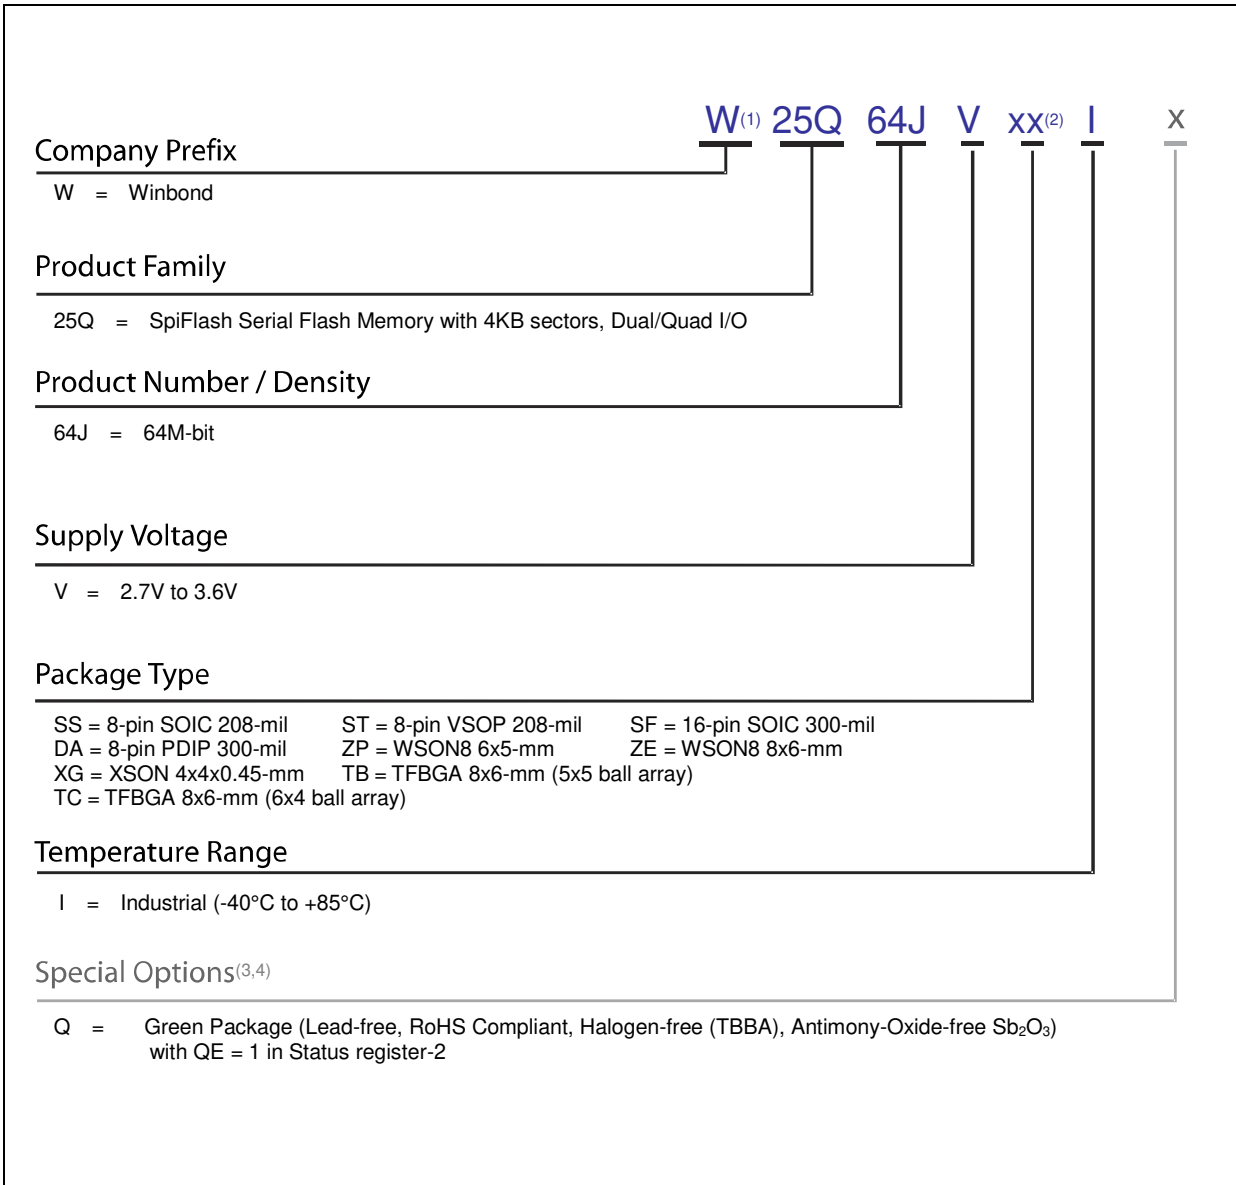 W(1) 25Q 64J V xx(2) I x
Company Prefix
W = Winbond
Product Family
25Q = SpiFlash Serial Flash Memory with 4KB sectors, Dual/Quad I/O
Product Number / Density
64J = 64M-bit
Supply Voltage
V = 2.7V to 3.6V
Package Type
SS = 8-pin SOIC 208-mil ST = 8-pin VSOP 208-mil SF = 16-pin SOIC 300-mil
DA = 8-pin PDIP 300-mil ZP = WSON8 6x5-mm ZE = WSON8 8x6-mm
XG = XSON 4x4x0.45-mm TB = TFBGA 8x6-mm (5x5 ball array)
TC = TFBGA 8x6-mm (6x4 ball array)
Temperature Range
I = Industrial (-40°C to +85°C)
Special Options(3,4)
Q = Green Package (Lead-free, RoHS Compliant, Halogen-free (TBBA), Antimony-Oxide-free Sb₂O₃)
with QE = 1 in Status register-2